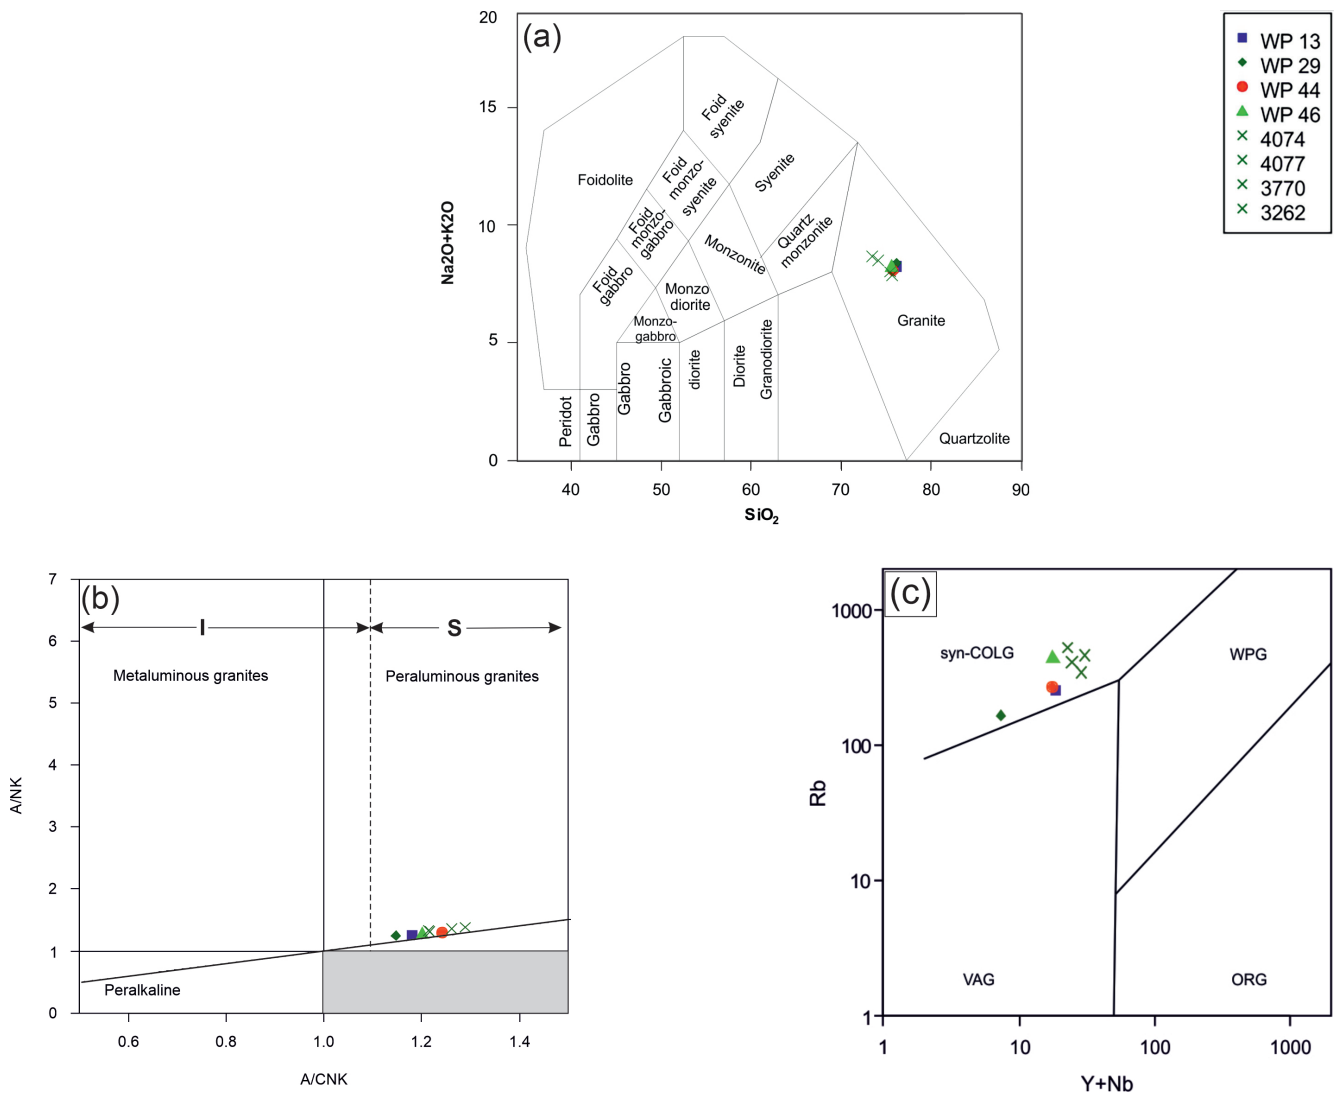 (a)
20
15
10
5
0
Na2O+K2O
Foid
syenite
Foidolite
Foid
monzo-
syenite
Syenite
Foid
monzo-
gabbro
Quartz
monzonite
Monzonite
Foid
gabbro
Monzo
diorite
Monzo-
gabbro
Granite
Peridot
Gabbro
Gabbro
Gabbroic
diorite
Diorite
Granodiorite
Quartzolite
40 50 60 70 80 90
SiO₂
WP 13
WP 29
WP 44
WP 46
4074
4077
3770
3262
(b)
7
6
5
4
3
2
1
0
A/NK
I S
Metaluminous granites Peraluminous granites
Peralkaline
0.6 0.8 1.0 1.2 1.4
A/CNK
(c)
1000
100
10
1
Rb
syn-COLG WPG
VAG ORG
1 10 100 1000
Y+Nb